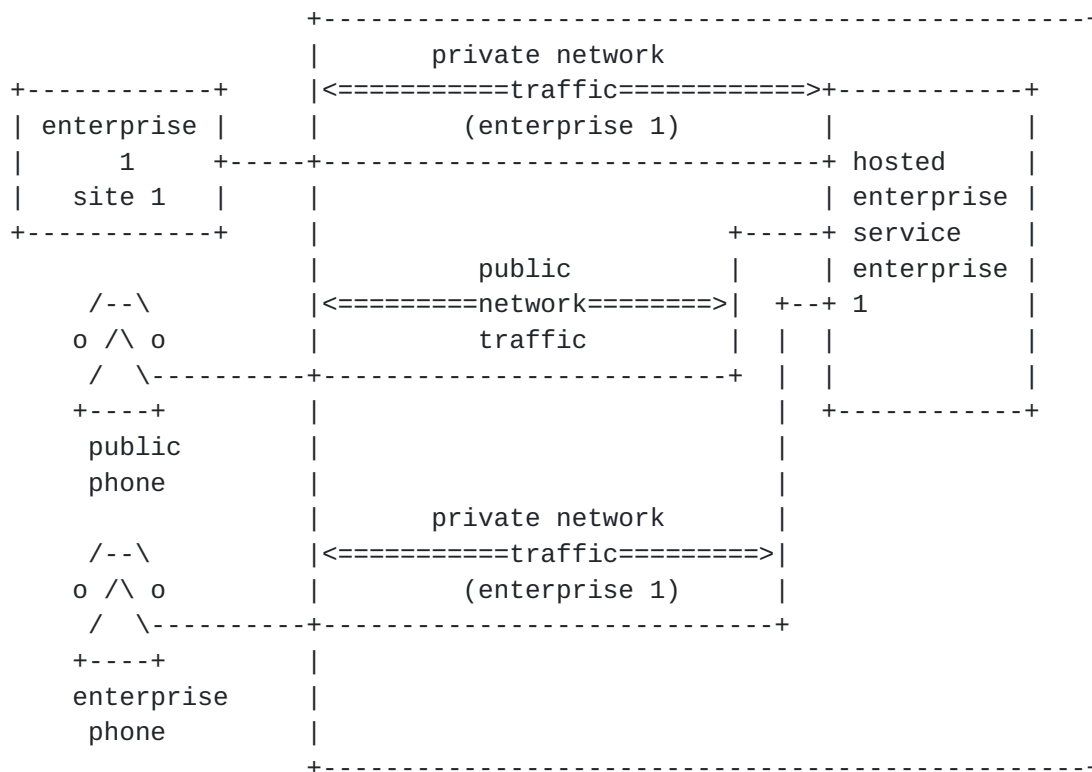 +-------------------------------------------------
                   |       private network
+------------+     |<===========traffic============>+------------+
| enterprise |     |         (enterprise 1)         |            |
|     1      +-----+--------------------------------+ hosted     |
|   site 1   |     |                                | enterprise |
+------------+     |                          +-----+ service    |
                   |          public          |     | enterprise |
     /--\          |<=========network========>|  +--+ 1          |
    o /\ o         |          traffic         |  |  |            |
     /  \----------+--------------------------+  |  |            |
    +----+         |                             |  +------------+
     public        |                             |
     phone         |                             |
                   |       private network       |
     /--\          |<===========traffic=========>|
    o /\ o         |         (enterprise 1)      |
     /  \----------+-----------------------------+
    +----+         |
    enterprise     |
     phone         |
                   +-------------------------------------------------